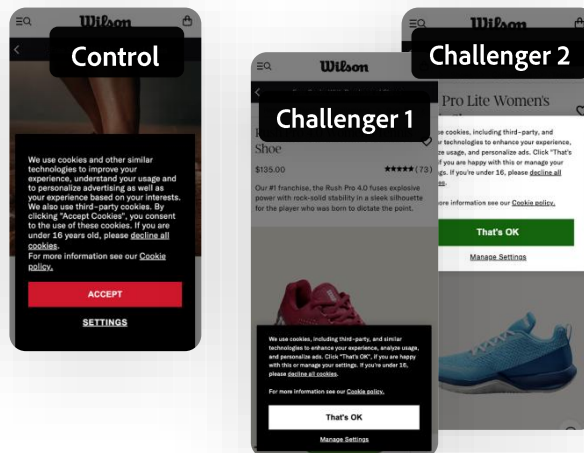 Wilson
Control
We use cookies and other similar
technologies to improve your
experience, understand your usage and
to personalize advertising as well as
your experience based on your interests.
We also use third-party cookies. By
clicking "Accept Cookies", you consent
to the use of these cookies. If you are
under 16 years old, please decline all
cookies.
For more information see our Cookie
policy.
ACCEPT
SETTINGS
Wilson
Challenger 1
Shoe
$135.00
★★★★★(73)
Our #1 franchise, the Rush Pro 4.0 fuses explosive
power with rock-solid stability in a sleek silhouette
for the player who was born to dictate the point.
We use cookies, including third-party, and similar
technologies to enhance your experience, analyze usage,
and personalize ads. Click "That's OK", if you are happy
with this or manage your settings. If you're under 16,
please decline all cookies.
For more information see our Cookie policy.
That's OK
Manage Settings
Wilson
Challenger 2
Pro Lite Women's
se cookies, including third-party, and
r technologies to enhance your experience,
ze usage, and personalize ads. Click "That's
if you are happy with this or manage your
gs. If you're under 16, please decline all
es.
ore information see our Cookie policy.
That's OK
Manage Settings